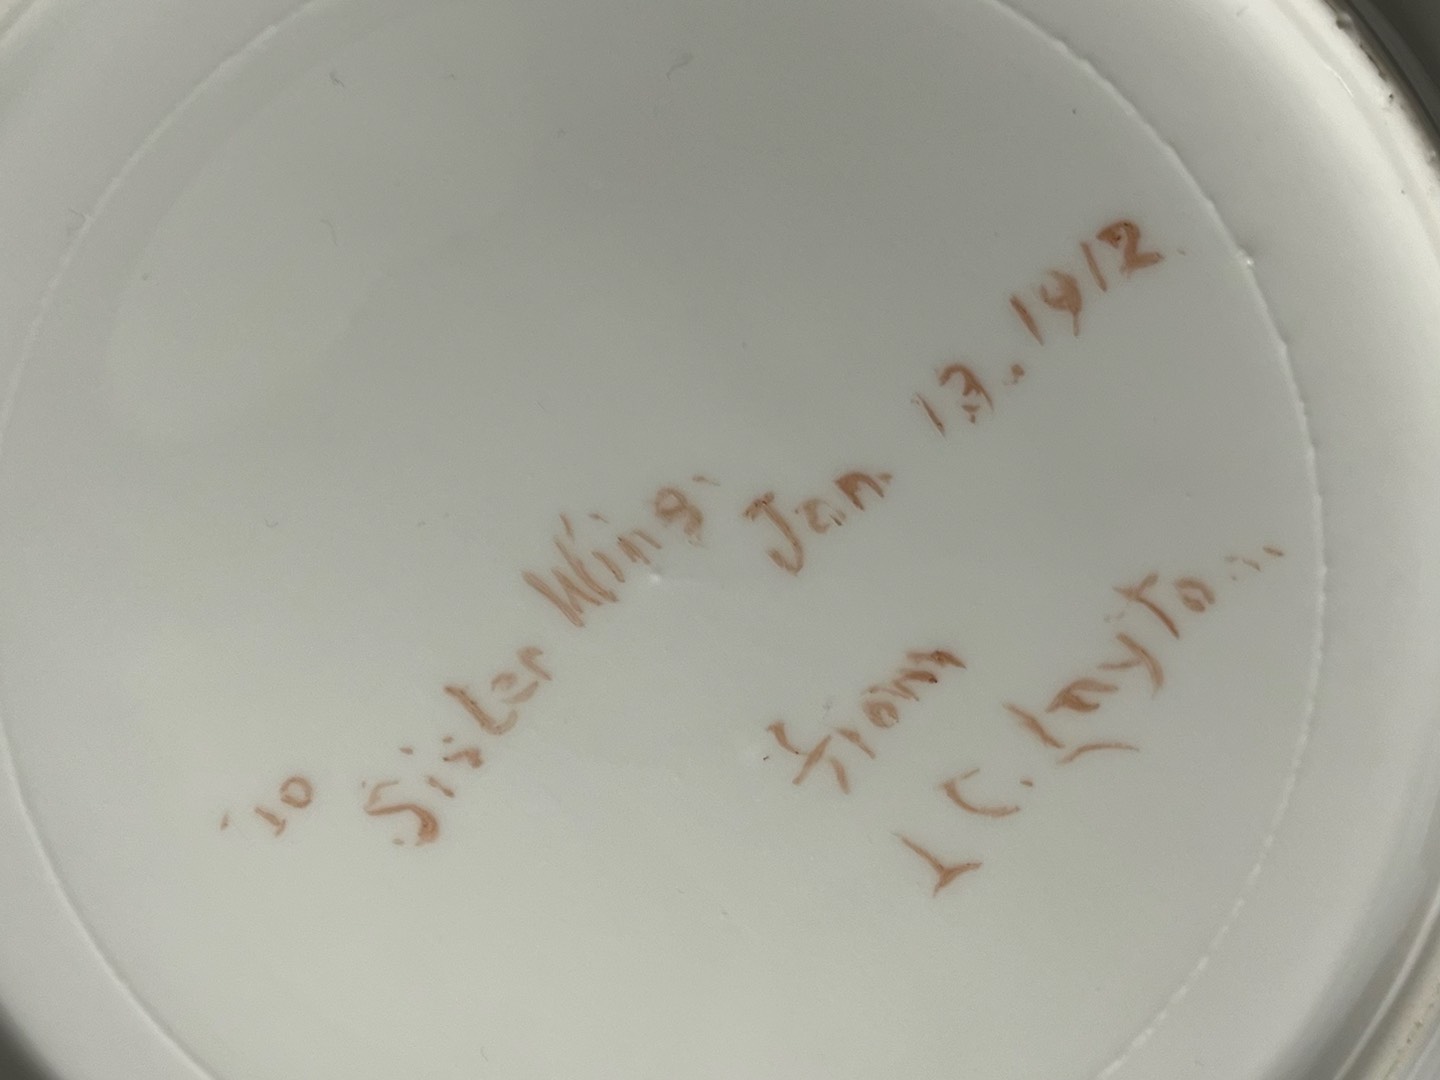 To
Sister Wing. Jan. 13. 1912.
From
C. Layton